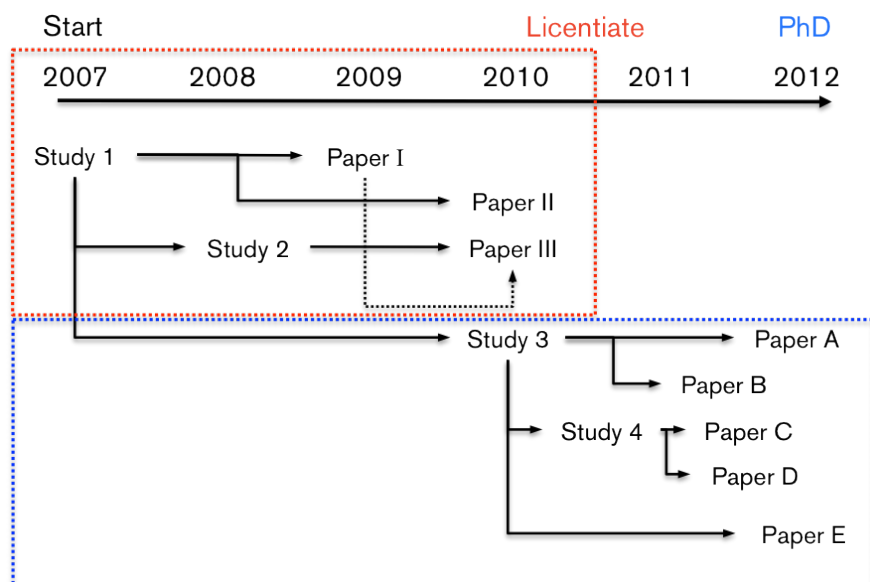 Start Licentiate PhD
2007 2008 2009 2010 2011 2012
Study 1 Paper I
Paper II
Study 2 Paper III
Study 3 Paper A
Paper B
Study 4 Paper C
Paper D
Paper E